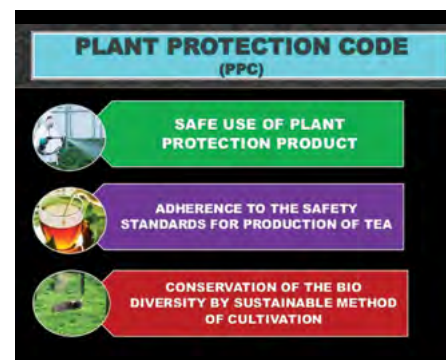 PLANT PROTECTION CODE
(PPC)
SAFE USE OF PLANT
PROTECTION PRODUCT
ADHERENCE TO THE SAFETY
STANDARDS FOR PRODUCTION OF TEA
CONSERVATION OF THE BIO
DIVERSITY BY SUSTAINABLE METHOD
OF CULTIVATION